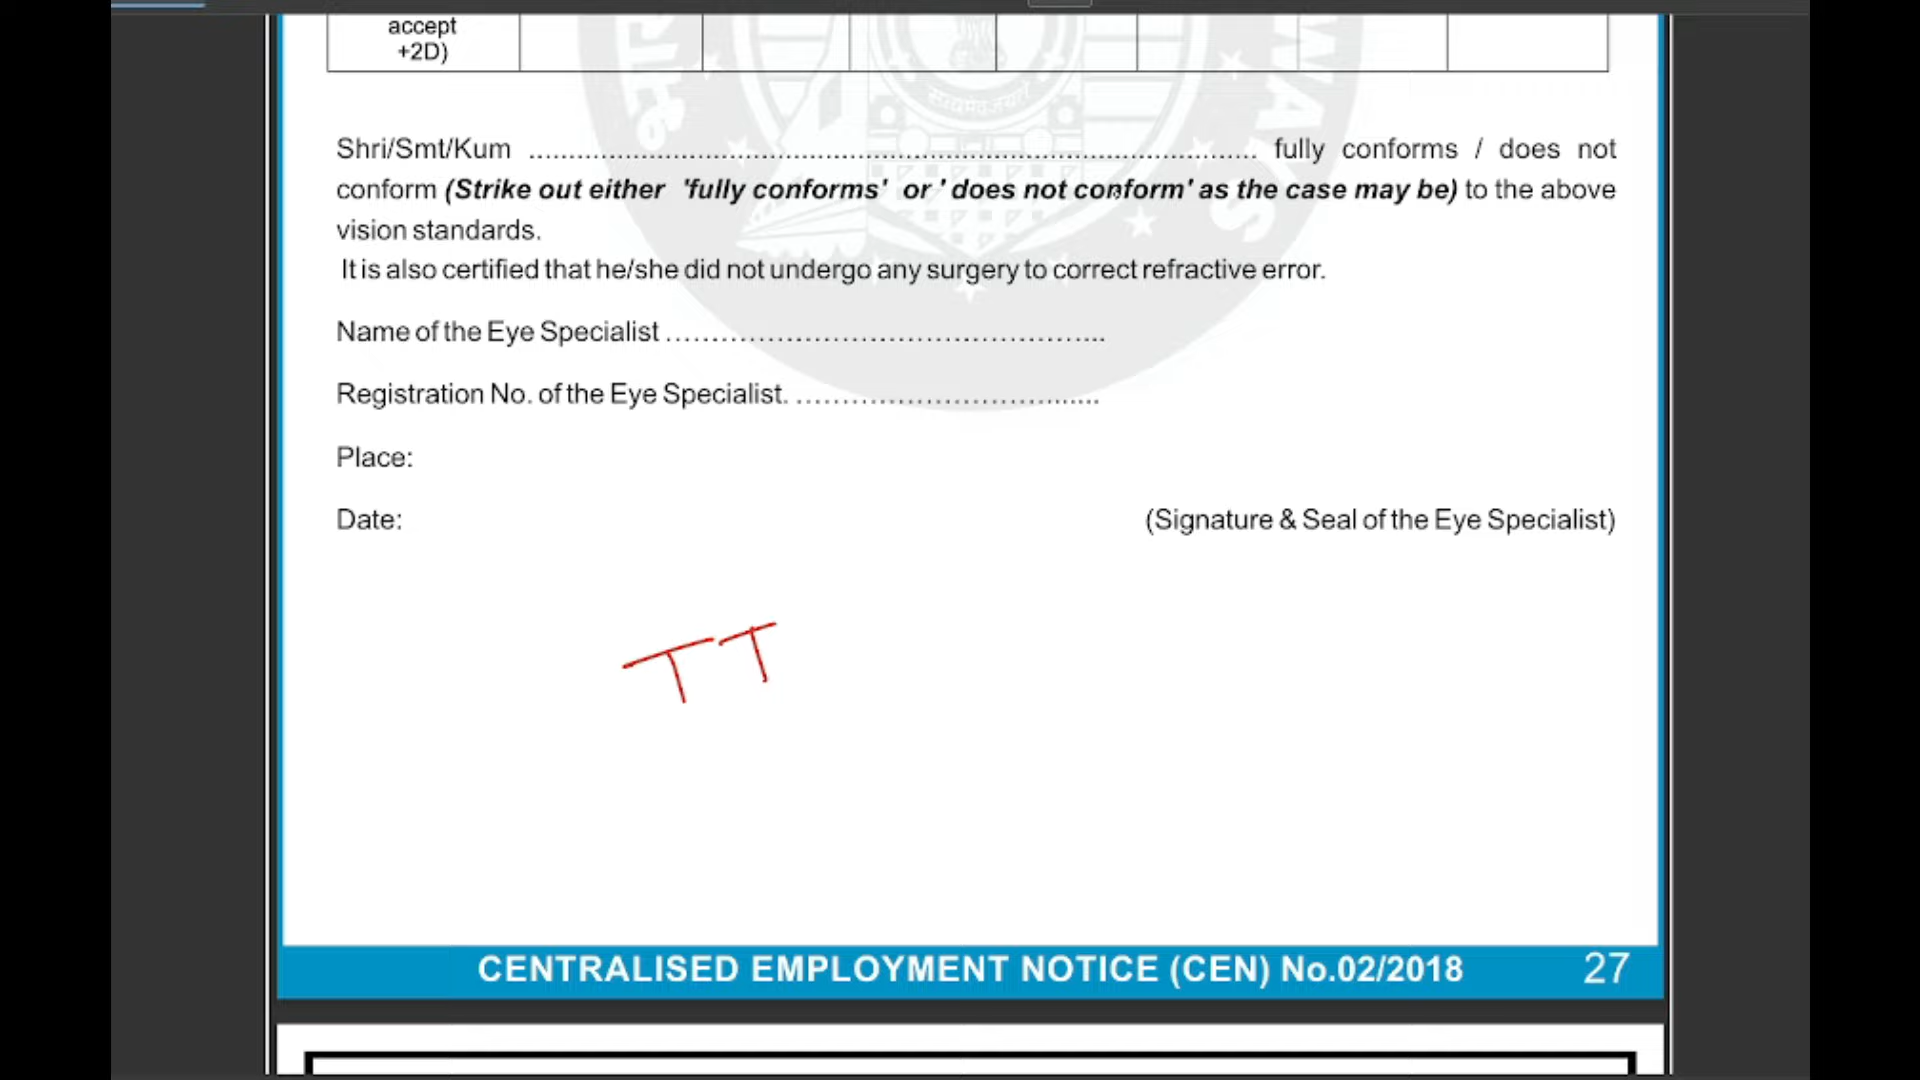 accept
+2D)
सत्यमेव जयते
Shri/Smt/Kum ........................................................................................... fully conforms / does not
conform (Strike out either 'fully conforms' or ' does not conform' as the case may be) to the above
vision standards.
It is also certified that he/she did not undergo any surgery to correct refractive error.
Name of the Eye Specialist ..................................................
Registration No. of the Eye Specialist. ........................................
Place:
Date:
(Signature & Seal of the Eye Specialist)
TT
CENTRALISED EMPLOYMENT NOTICE (CEN) No.02/2018
27